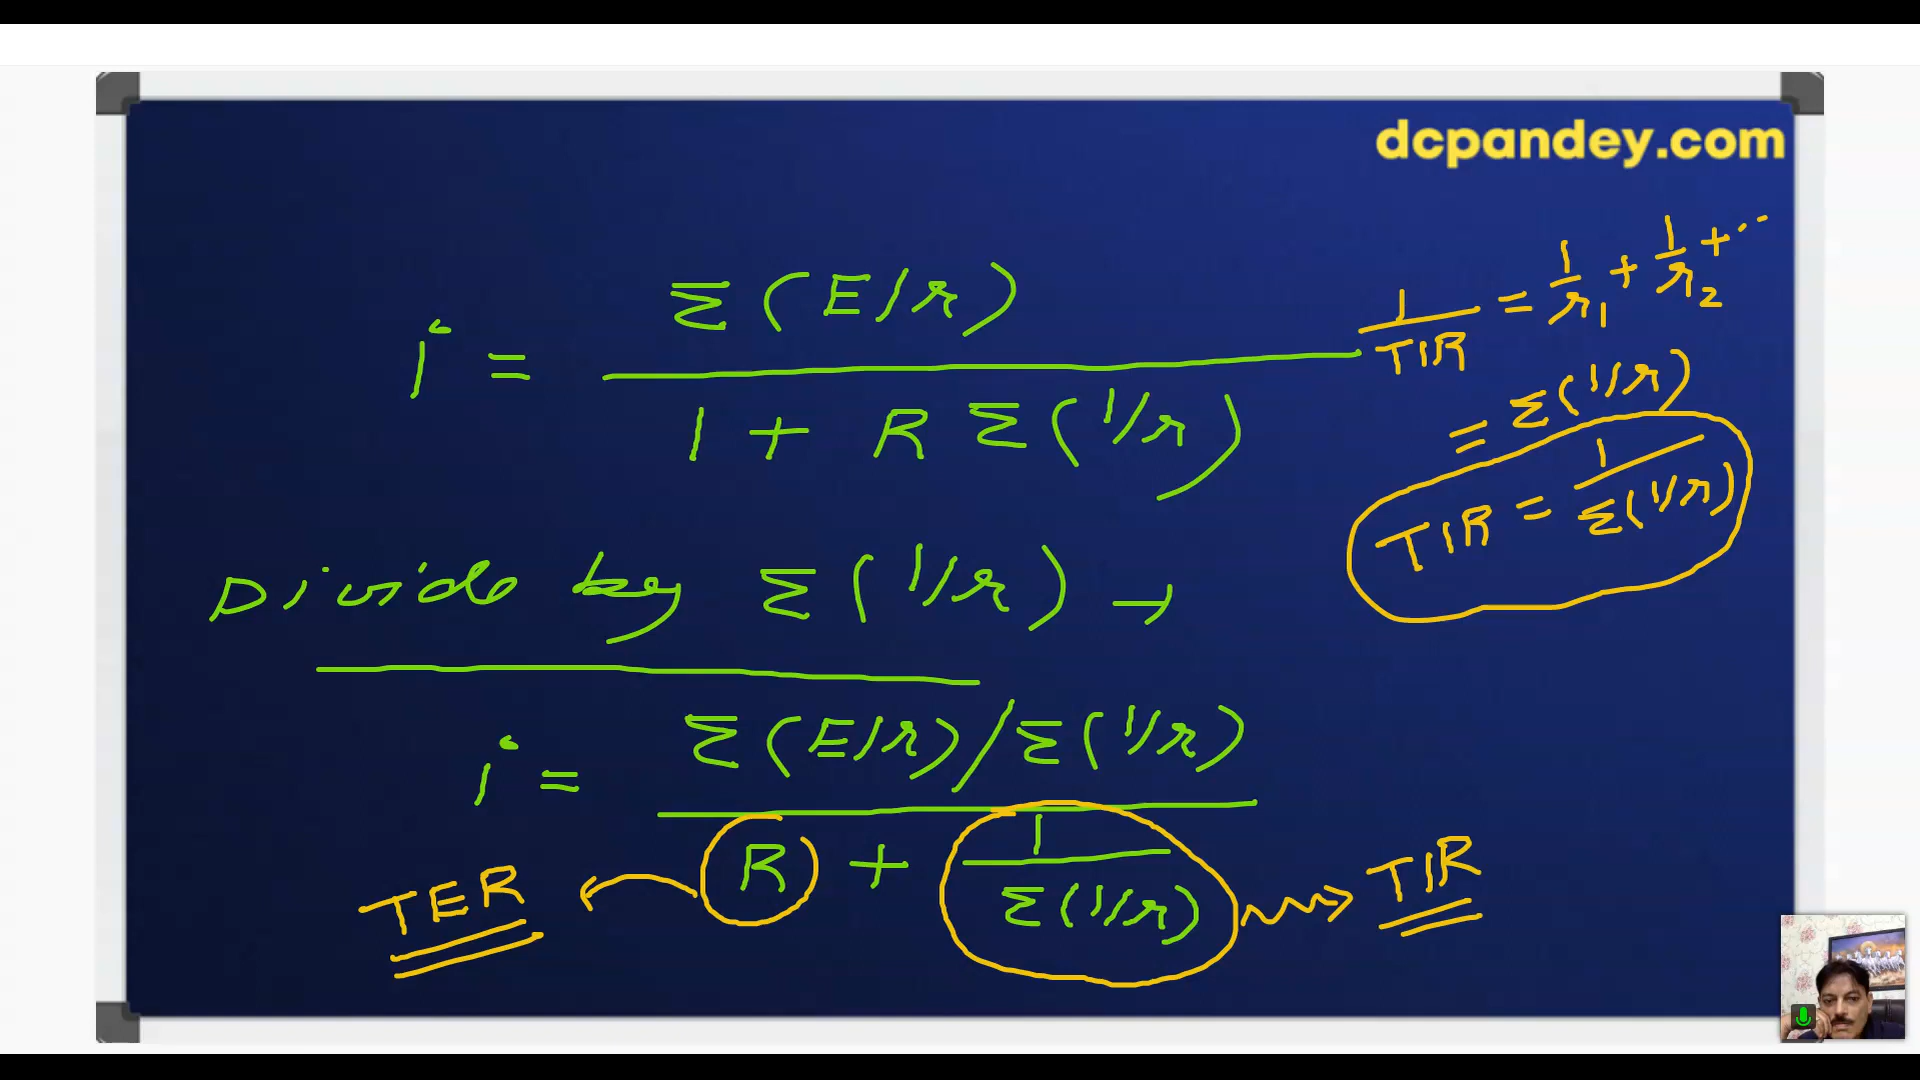 dcpandey.com
i = Σ(E/r) / 1 + R Σ(1/r)
1/TIR = 1/r1 + 1/r2 + ...
= Σ(1/r)
TIR = 1/Σ(1/r)
Divide by Σ(1/r) →
i = Σ(E/r)/Σ(1/r) / R + 1/Σ(1/r)
TER
TIR